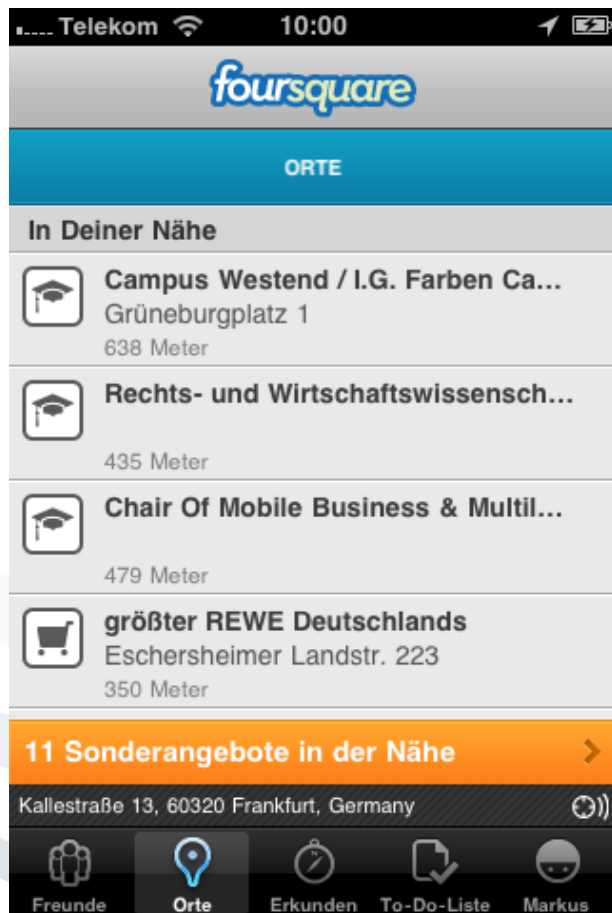 Telekom 10:00
foursquare
ORTE
In Deiner Nähe
Campus Westend / I.G. Farben Ca...
Grüneburgplatz 1
638 Meter
Rechts- und Wirtschaftswissensch...
435 Meter
Chair Of Mobile Business & Multil...
479 Meter
größter REWE Deutschlands
Eschersheimer Landstr. 223
350 Meter
11 Sonderangebote in der Nähe
Kallestraße 13, 60320 Frankfurt, Germany
Freunde Orte Erkunden To-Do-Liste Markus